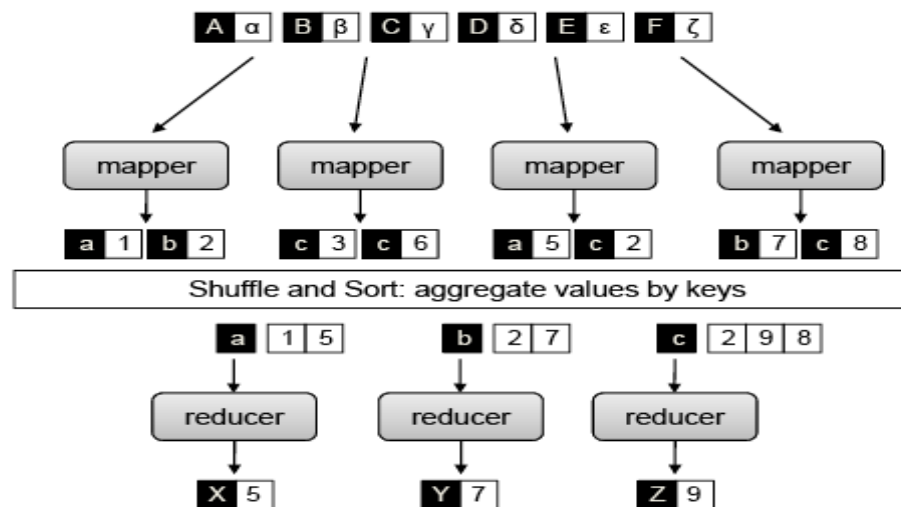 A α B β C γ D δ E ε F ζ
mapper mapper mapper mapper
a 1 b 2 c 3 c 6 a 5 c 2 b 7 c 8
Shuffle and Sort: aggregate values by keys
a 1 5 b 2 7 c 2 9 8
reducer reducer reducer
X 5 Y 7 Z 9